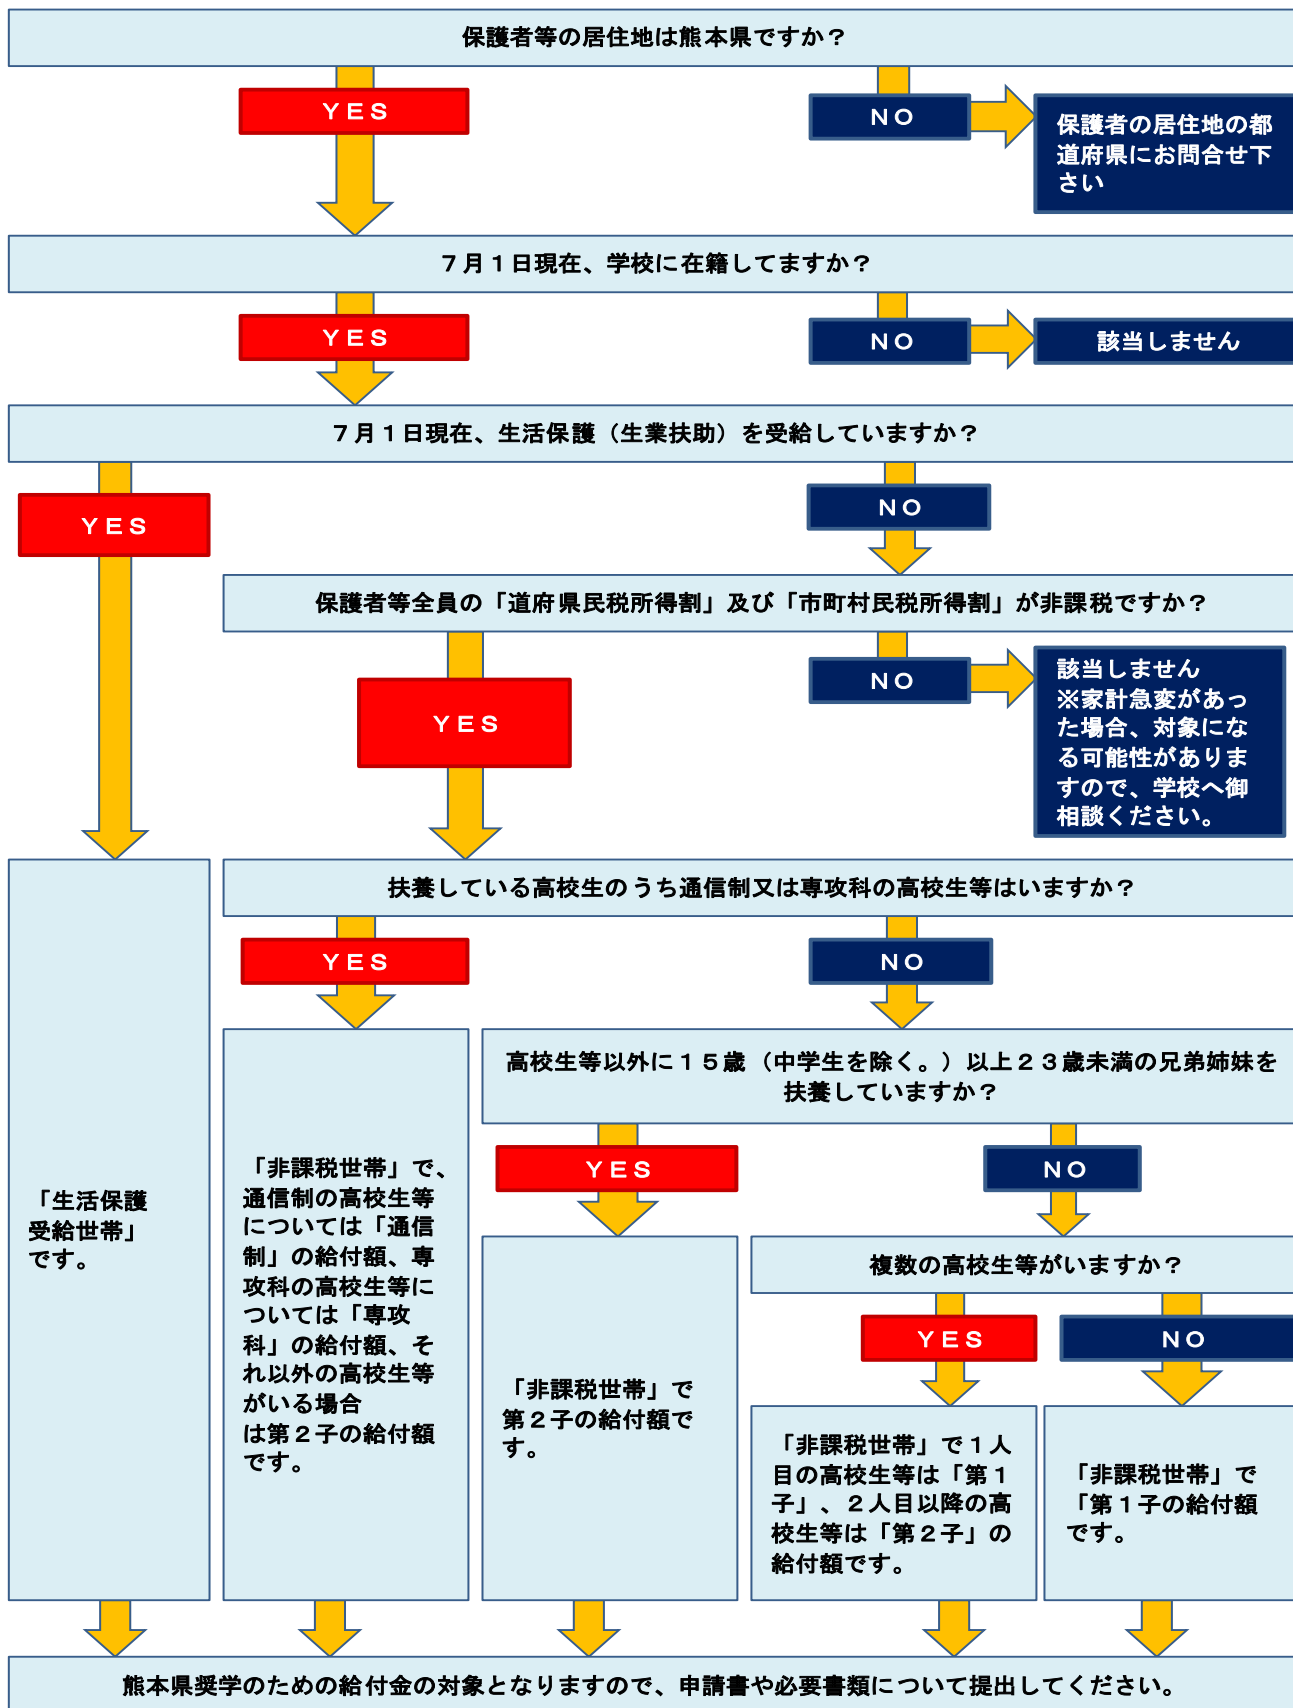 保護者等の居住地は熊本県ですか？
ＹＥＳ
ＮＯ
保護者の居住地の都
道府県にお問合せ下
さい
７月１日現在、学校に在籍してますか？
ＹＥＳ
ＮＯ
該当しません
７月１日現在、生活保護（生業扶助）を受給していますか？
ＹＥＳ
ＮＯ
保護者等全員の「道府県民税所得割」及び「市町村民税所得割」が非課税ですか？
ＹＥＳ
ＮＯ
該当しません
※家計急変があっ
た場合、対象にな
る可能性がありま
すので、学校へ御
相談ください。
扶養している高校生のうち通信制又は専攻科の高校生等はいますか？
ＹＥＳ
ＮＯ
高校生等以外に１５歳（中学生を除く。）以上２３歳未満の兄弟姉妹を
扶養していますか？
ＹＥＳ
ＮＯ
複数の高校生等がいますか？
ＹＥＳ
ＮＯ
「生活保護
受給世帯」
です。
「非課税世帯」で、
通信制の高校生等
については「通信
制」の給付額、専
攻科の高校生等に
ついては「専攻
科」の給付額、そ
れ以外の高校生等
がいる場合
は第２子の給付額
です。
「非課税世帯」で
第２子の給付額で
す。
「非課税世帯」で１人
目の高校生等は「第１
子」、２人目以降の高
校生等は「第２子」の
給付額です。
「非課税世帯」で
「第１子の給付額
です。
熊本県奨学のための給付金の対象となりますので、申請書や必要書類について提出してください。